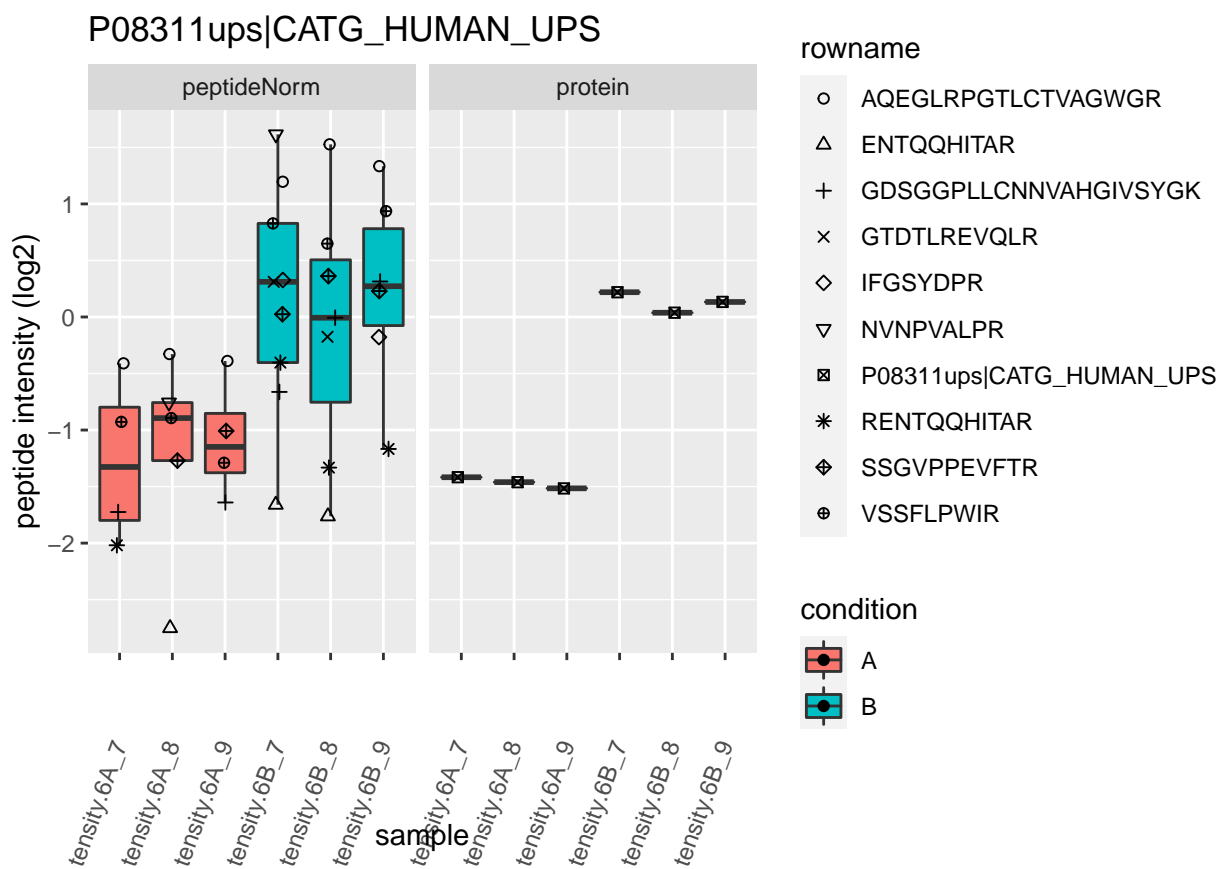 P08311ups|CATG_HUMAN_UPS
peptideNorm
protein
peptide intensity (log2)
1
0
−1
−2
tensity.6A_7
tensity.6A_8
tensity.6A_9
tensity.6B_7
tensity.6B_8
tensity.6B_9
tensity.6A_7
tensity.6A_8
tensity.6A_9
tensity.6B_7
tensity.6B_8
tensity.6B_9
sample
rowname
AQEGLRPGTLCTVAGWGR
ENTQQHITAR
GDSGGPLLCNNVAHGIVSYGK
GTDTLREVQLR
IFGSYDPR
NVNPVALPR
P08311ups|CATG_HUMAN_UPS
RENTQQHITAR
SSGVPPEVFTR
VSSFLPWIR
condition
A
B